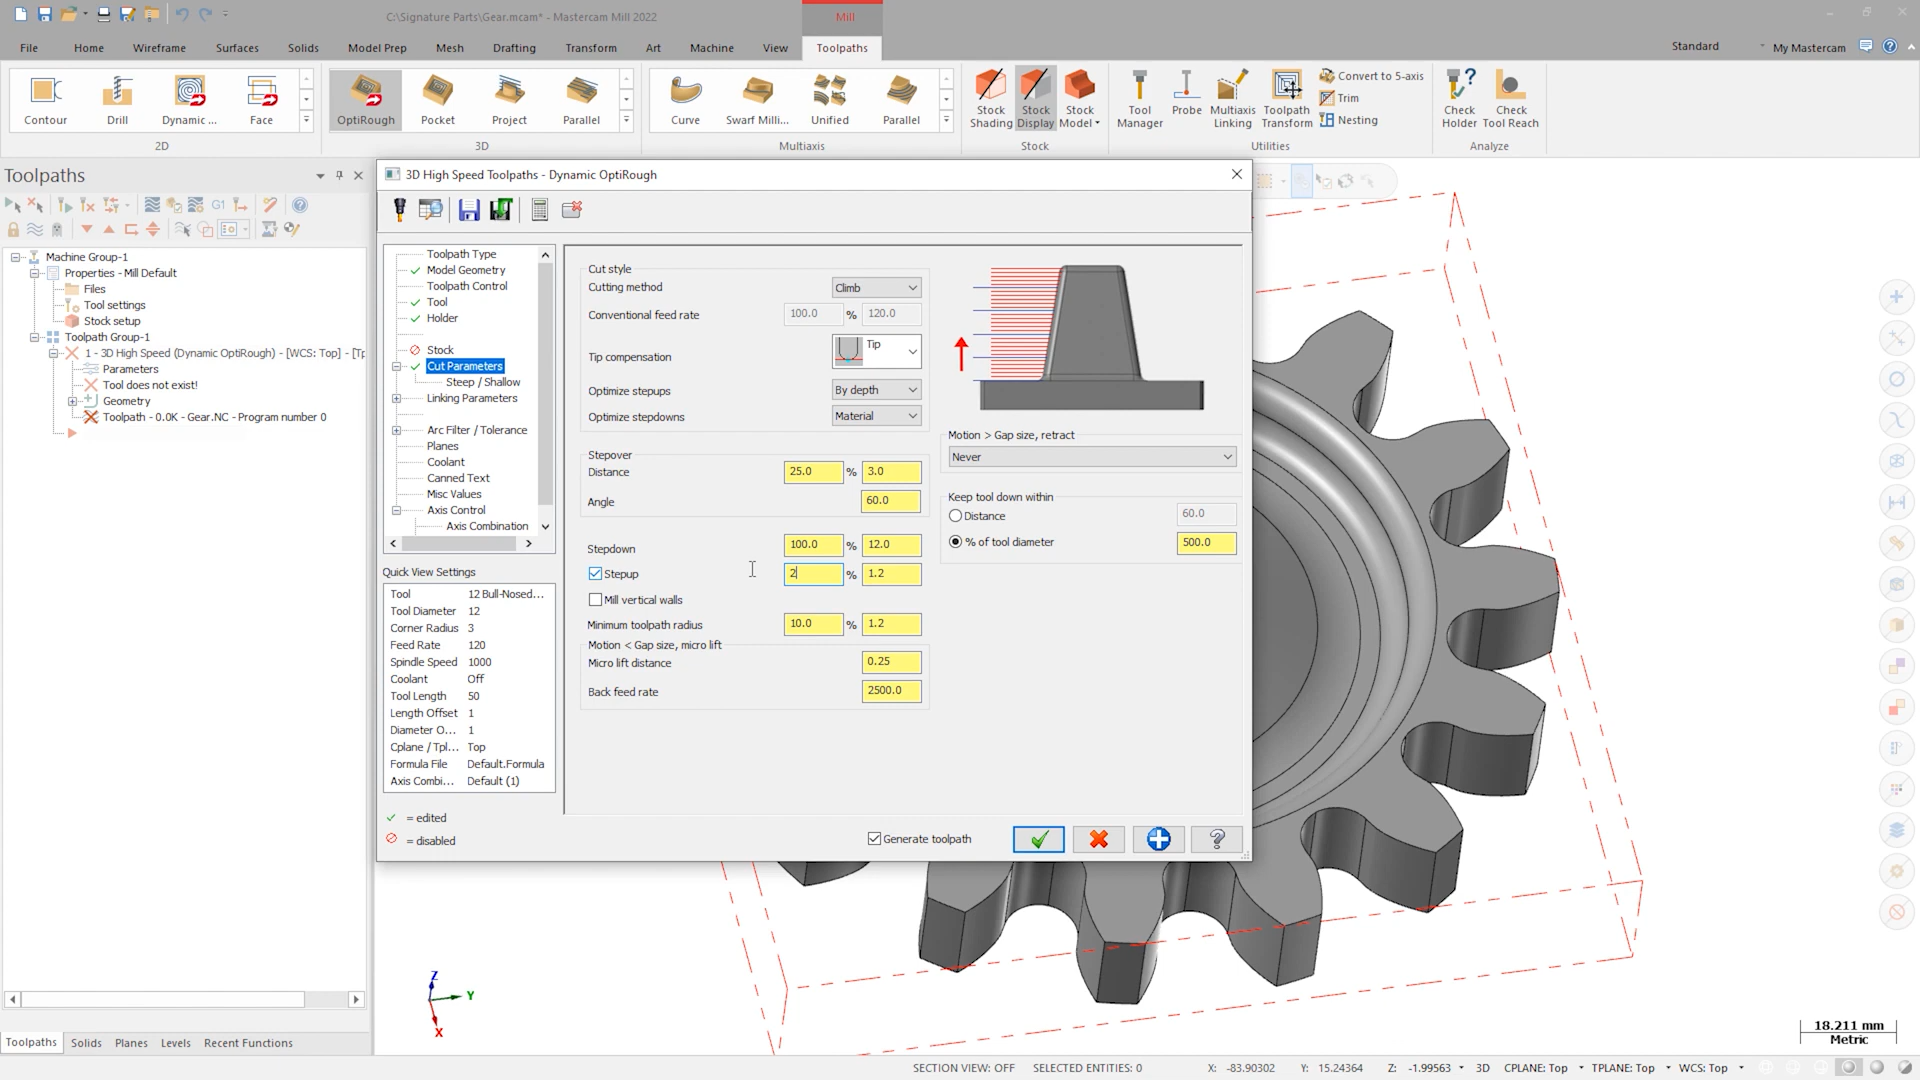 C:\Signature Parts\Gear.mcam* - Mastercam Mill 2022
Mill
File Home Wireframe Surfaces Solids Model Prep Mesh Drafting Transform Art Machine View Toolpaths
Standard My Mastercam
Contour Drill Dynamic ... Face
2D
OptiRough Pocket Project Parallel
3D
Curve Swarf Milli... Unified Parallel
Multiaxis
Stock Shading Stock Display Stock Model
Stock
Tool Manager Probe Multiaxis Linking Toolpath Transform
Convert to 5-axis
Trim
Nesting
Utilities
Check Holder Check Tool Reach
Analyze
Toolpaths
G1
Machine Group-1
Properties - Mill Default
Files
Tool settings
Stock setup
Toolpath Group-1
1 - 3D High Speed (Dynamic OptiRough) - [WCS: Top] - [Tp
Parameters
Tool does not exist!
Geometry
Toolpath - 0.0K - Gear.NC - Program number 0
3D High Speed Toolpaths - Dynamic OptiRough
Toolpath Type
Model Geometry
Toolpath Control
Tool
Holder
Stock
Cut Parameters
Steep / Shallow
Linking Parameters
Arc Filter / Tolerance
Planes
Coolant
Canned Text
Misc Values
Axis Control
Axis Combination
Quick View Settings
Tool 12 Bull-Nosed...
Tool Diameter 12
Corner Radius 3
Feed Rate 120
Spindle Speed 1000
Coolant Off
Tool Length 50
Length Offset 1
Diameter O... 1
Cplane / Tpl... Top
Formula File Default.Formula
Axis Combi... Default (1)
= edited
= disabled
Cut style
Cutting method Climb
Conventional feed rate 100.0 % 120.0
Tip compensation Tip
Optimize stepups By depth
Optimize stepdowns Material
Stepover
Distance 25.0 % 3.0
Angle 60.0
Stepdown 100.0 % 12.0
Stepup 2 % 1.2
Mill vertical walls
Minimum toolpath radius 10.0 % 1.2
Motion < Gap size, micro lift
Micro lift distance 0.25
Back feed rate 2500.0
Motion > Gap size, retract
Never
Keep tool down within
Distance 60.0
% of tool diameter 500.0
Generate toolpath
Z
Y
X
18.211 mm
Metric
Toolpaths Solids Planes Levels Recent Functions
SECTION VIEW: OFF SELECTED ENTITIES: 0 X: -83.90302 Y: 15.24364 Z: -1.99563 3D CPLANE: Top TPLANE: Top WCS: Top